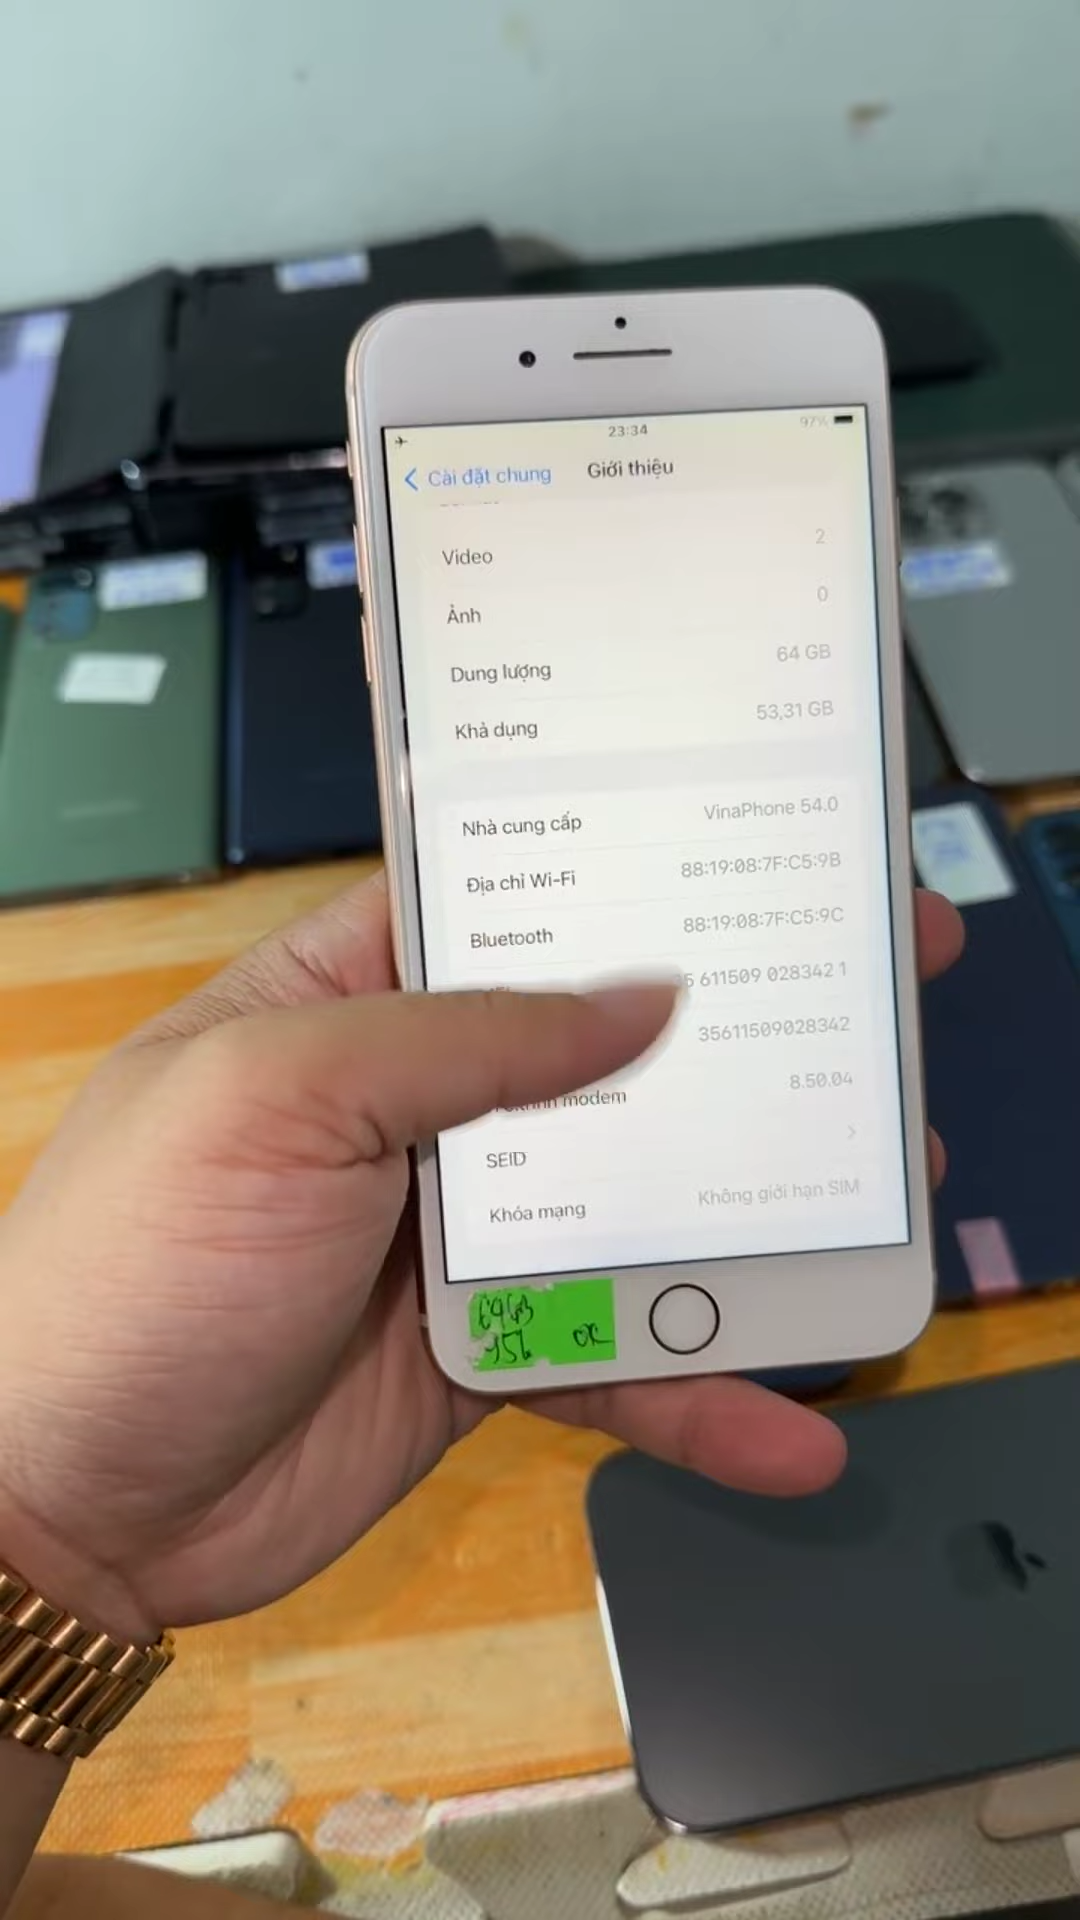 23:34
97%
Cài đặt chung
Giới thiệu
Video 2
Ảnh 0
Dung lượng 64 GB
Khả dụng 53,31 GB
Nhà cung cấp VinaPhone 54.0
Địa chỉ Wi-Fi 88:19:08:7F:C5:9B
Bluetooth 88:19:08:7F:C5:9C
35 611509 028342 1
35611509028342
modem 8.50.04
SEID
Khóa mạng Không giới hạn SIM
64GB
OK